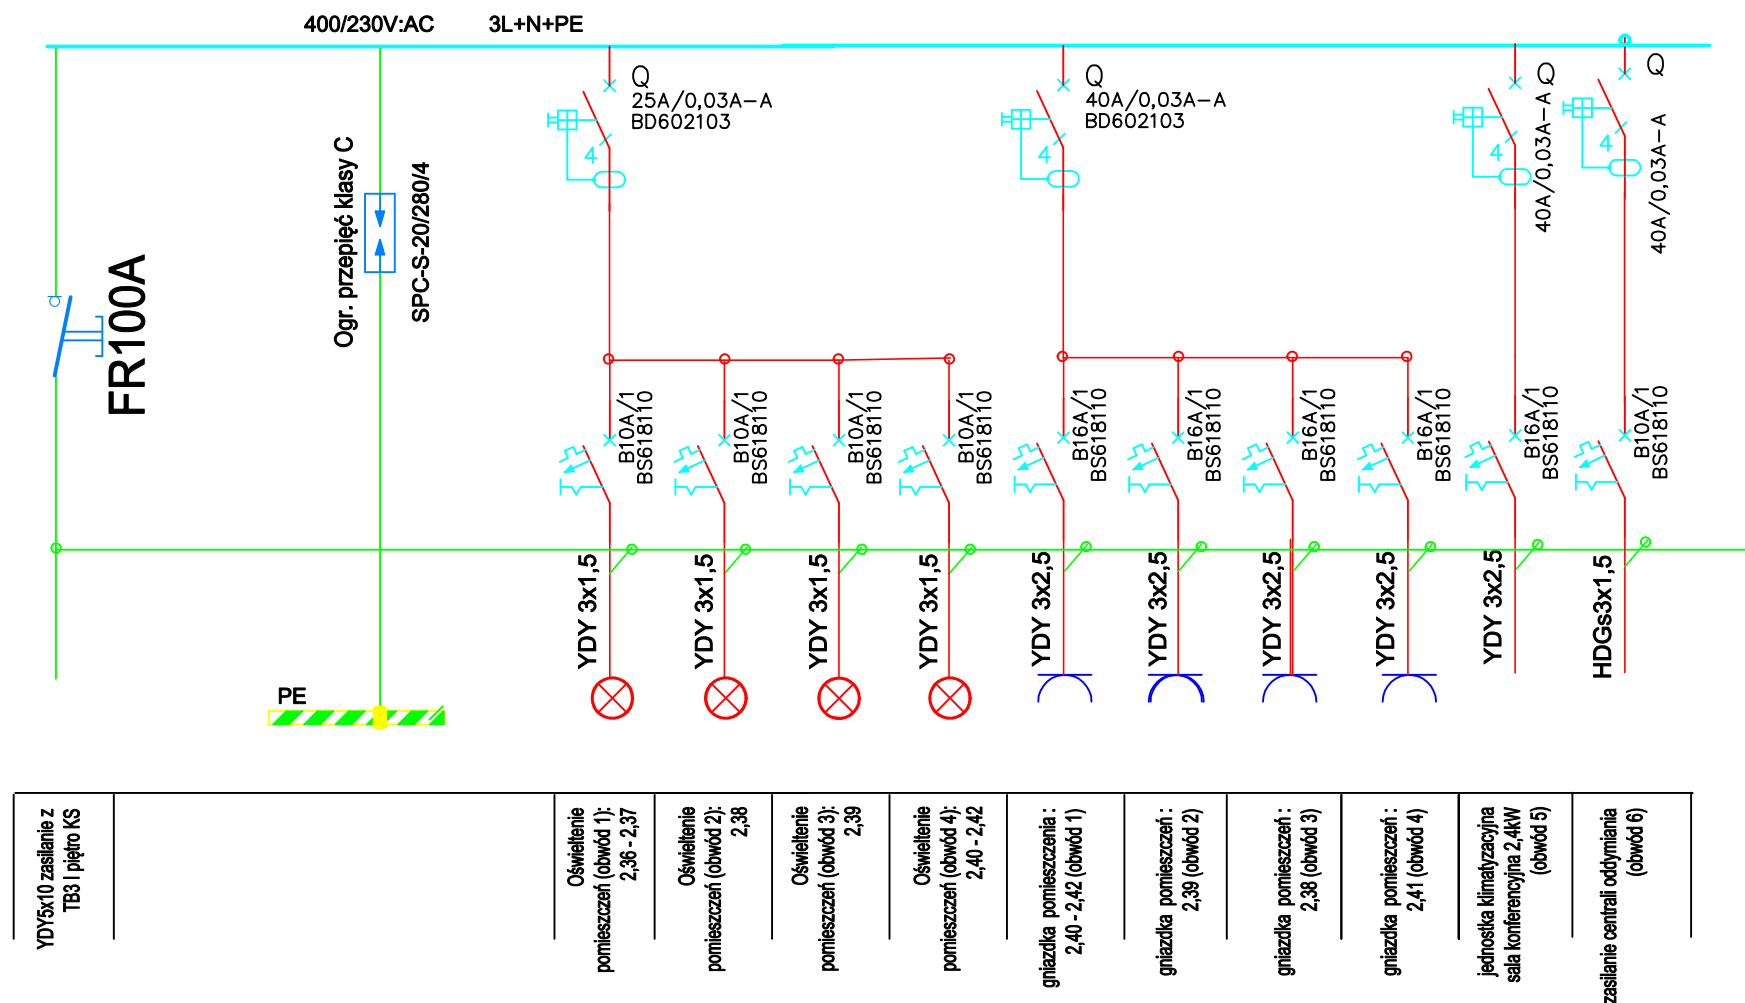 400/230V:AC 3L+N+PE
FR100A
Ogr. przepięć klasy C
SPC-S-20/280/4
PE
Q
25A/0,03A-A
BD602103
4
Q
40A/0,03A-A
BD602103
4
Q
40A/0,03A-A
4
Q
40A/0,03A-A
4
B10A/1
BS618110
B10A/1
BS618110
B10A/1
BS618110
B10A/1
BS618110
B16A/1
BS618110
B16A/1
BS618110
B16A/1
BS618110
B16A/1
BS618110
B16A/1
BS618110
B10A/1
BS618110
YDY 3x1,5
YDY 3x1,5
YDY 3x1,5
YDY 3x1,5
YDY 3x2,5
YDY 3x2,5
YDY 3x2,5
YDY 3x2,5
YDY 3x2,5
HDGs3x1,5
YDY5x10 zasilanie z
TB3 I piętro KS
Oświeltenie
pomieszczeń (obwód 1):
2,36 - 2,37
Oświeltenie
pomieszczeń (obwód 2):
2,38
Oświeltenie
pomieszczeń (obwód 3):
2,39
Oświeltenie
pomieszczeń (obwód 4):
2,40 - 2,42
gniazdka pomieszczenia :
2,40 - 2,42 (obwód 1)
gniazdka pomieszczeń :
2,39 (obwód 2)
gniazdka pomieszczeń :
2,38 (obwód 3)
gniazdka pomieszczeń :
2,41 (obwód 4)
jednostka klimatyzacyjna
sala konferencyjna 2,4kW
(obwód 5)
zasilanie centrali oddymiania
(obwód 6)